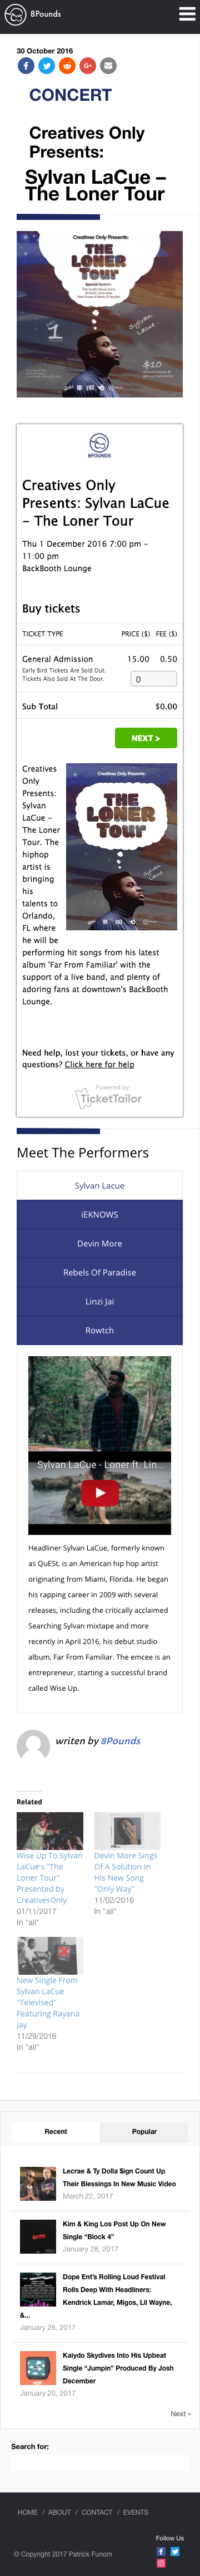 8Pounds
30 October 2016
CONCERT
Creatives Only
Presents:
Sylvan LaCue –
The Loner Tour
Creatives Only Presents:
THE
LONER
TOUR
Special Guests
Sylvan
LaCue
1
$10
8POUNDS
Creatives Only
Presents: Sylvan LaCue
– The Loner Tour
Thu 1 December 2016 7:00 pm –
11:00 pm
BackBooth Lounge
Buy tickets
TICKET TYPE PRICE ($) FEE ($)
General Admission 15.00 0.50
Early Bird Tickets Are Sold Out.
Tickets Also Sold At The Door.
0
Sub Total $0.00
NEXT >
Creatives
Only
Presents:
Sylvan
LaCue –
The Loner
Tour. The
hiphop
artist is
bringing
his
talents to
Orlando,
FL where
he will be
Creatives Only Presents:
THE
LONER
TOUR
Sylvan
LaCue
performing hit songs from his latest
album 'Far From Familiar' with the
support of a live band, and plenty of
adoring fans at downtown's BackBooth
Lounge.
Need help, lost your tickets, or have any
questions? Click here for help
Powered by:
TicketTailor
Meet The Performers
Sylvan Lacue
iEKNOWS
Devin More
Rebels Of Paradise
Linzi Jai
Rowtch
Sylvan LaCue - Loner ft. Lin...
Headliner Sylvan LaCue, formerly known
as QuESt, is an American hip hop artist
originating from Miami, Florida. He began
his rapping career in 2009 with several
releases, including the critically acclaimed
Searching Sylvan mixtape and more
recently in April 2016, his debut studio
album, Far From Familiar. The emcee is an
entrepreneur, starting a successful brand
called Wise Up.
writen by 8Pounds
Related
Wise Up To Sylvan
LaCue's "The
Loner Tour"
Presented by
CreativesOnly
01/11/2017
In "all"
Devin More Sings
Of A Solution In
His New Song
"Only Way"
11/02/2016
In "all"
New Single From
Sylvan LaCue
"Televised"
Featuring Rayana
Jay
11/29/2016
In "all"
Recent Popular
Lecrae & Ty Dolla $ign Count Up
Their Blessings In New Music Video
March 22, 2017
Kim & King Los Put Up On New
Single “Block 4”
January 28, 2017
Dope Ent's Rolling Loud Festival
Rolls Deep With Headliners:
Kendrick Lamar, Migos, Lil Wayne,
&...
January 26, 2017
Kaiydo Skydives Into His Upbeat
Single “Jumpin” Produced By Josh
December
January 20, 2017
Next »
Search for:
HOME / ABOUT / CONTACT / EVENTS
Follow Us
© Copyright 2017 Patrick Funom